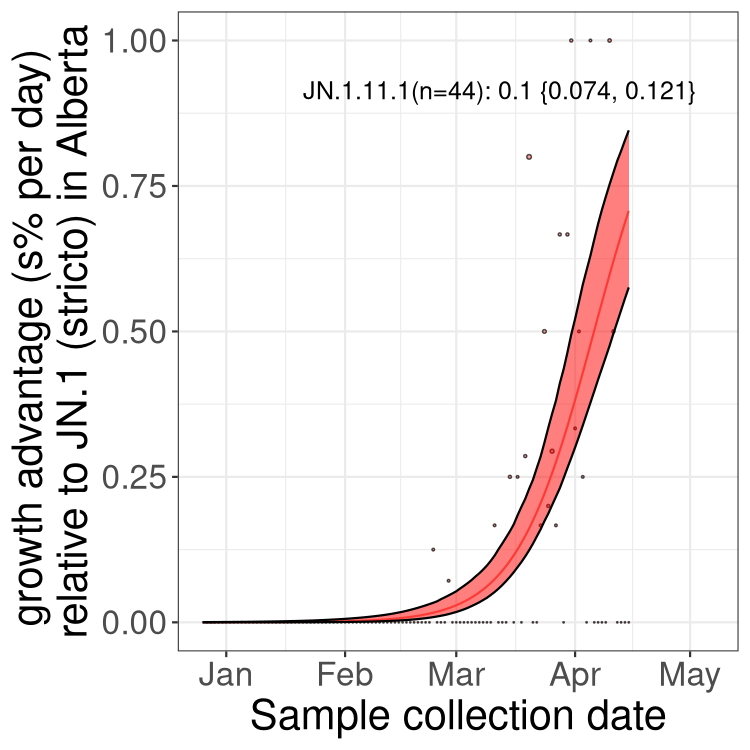 growth advantage (s% per day)
relative to JN.1 (stricto) in Alberta
1.00
0.75
0.50
0.25
0.00
JN.1.11.1(n=44): 0.1 {0.074, 0.121}
Jan Feb Mar Apr May
Sample collection date